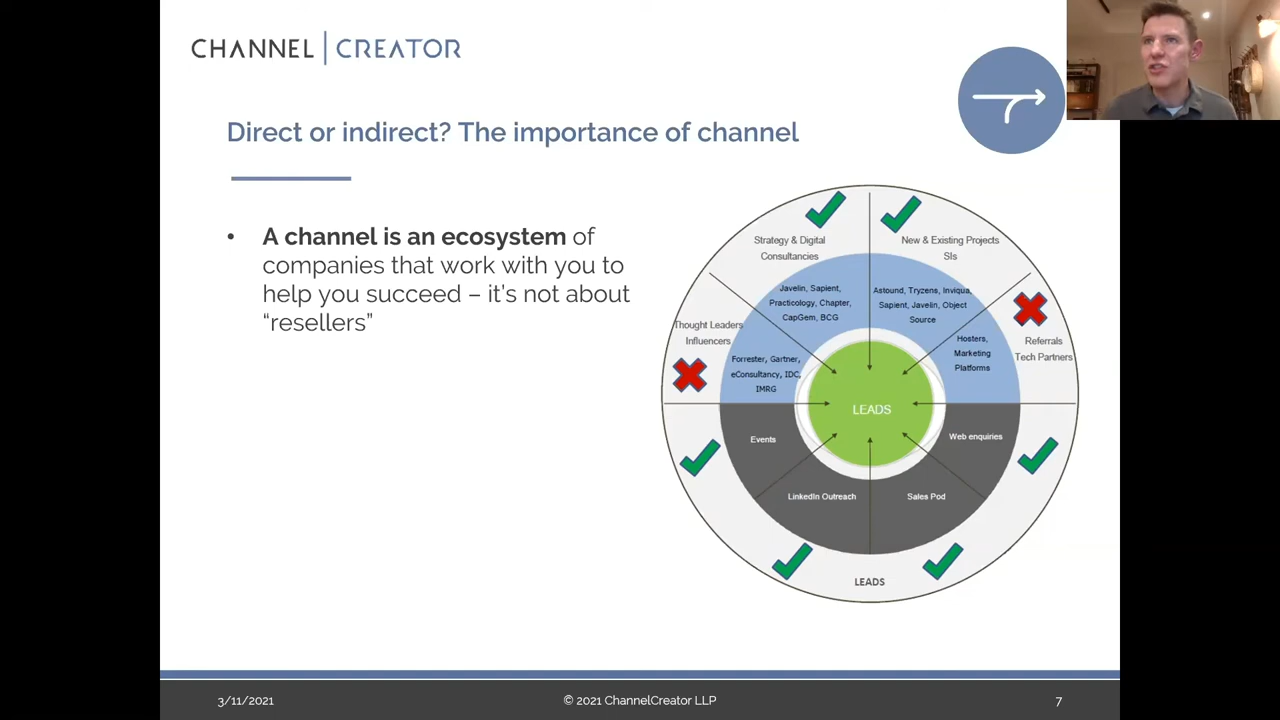 CHANNEL | CREATOR
Direct or indirect? The importance of channel
• A channel is an ecosystem of
companies that work with you to
help you succeed – it's not about
“resellers”
Strategy & Digital
Consultancies
New & Existing Projects
SIs
Javelin, Sapient,
Practicology, Chapter,
CapGem, BCG
Astound, Tryzens, Inviqua,
Sapient, Javelin, Object
Source
Thought Leaders
Influencers
Forrester, Gartner,
eConsultancy, IDC,
IMRG
Hosters,
Marketing
Platforms
Referrals
Tech Partners
LEADS
Events
Web enquiries
LinkedIn Outreach
Sales Pod
LEADS
3/11/2021
© 2021 ChannelCreator LLP
7